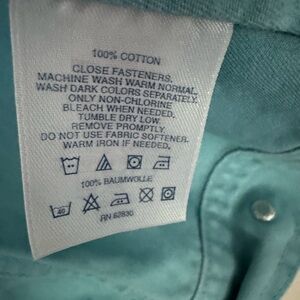 100% COTTON
CLOSE FASTENERS.
MACHINE WASH WARM NORMAL.
WASH DARK COLORS SEPARATELY.
ONLY NON-CHLORINE
BLEACH WHEN NEEDED.
TUMBLE DRY LOW.
REMOVE PROMPTLY.
DO NOT USE FABRIC SOFTENER.
WARM IRON IF NEEDED.
100% BAUMWOLLE
40
RN 62830